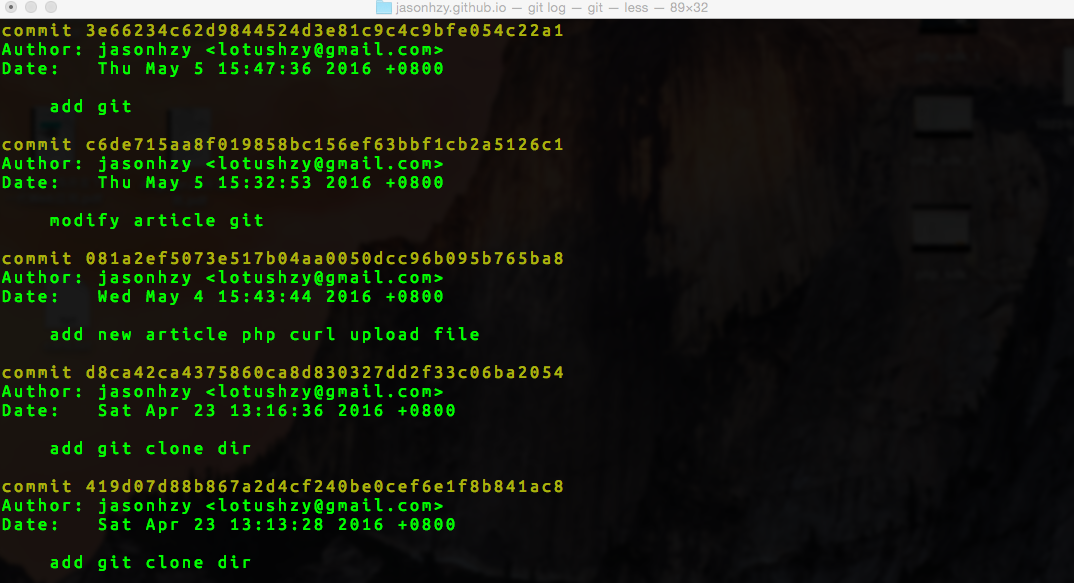 jasonhzy.github.io — git log — git — less — 89×32
commit 3e66234c62d9844524d3e81c9c4c9bfe054c22a1
Author: jasonhzy <lotushzy@gmail.com>
Date:   Thu May 5 15:47:36 2016 +0800
    add git
commit c6de715aa8f019858bc156ef63bbf1cb2a5126c1
Author: jasonhzy <lotushzy@gmail.com>
Date:   Thu May 5 15:32:53 2016 +0800
    modify article git
commit 081a2ef5073e517b04aa0050dcc96b095b765ba8
Author: jasonhzy <lotushzy@gmail.com>
Date:   Wed May 4 15:43:44 2016 +0800
    add new article php curl upload file
commit d8ca42ca4375860ca8d830327dd2f33c06ba2054
Author: jasonhzy <lotushzy@gmail.com>
Date:   Sat Apr 23 13:16:36 2016 +0800
    add git clone dir
commit 419d07d88b867a2d4cf240be0cef6e1f8b841ac8
Author: jasonhzy <lotushzy@gmail.com>
Date:   Sat Apr 23 13:13:28 2016 +0800
    add git clone dir